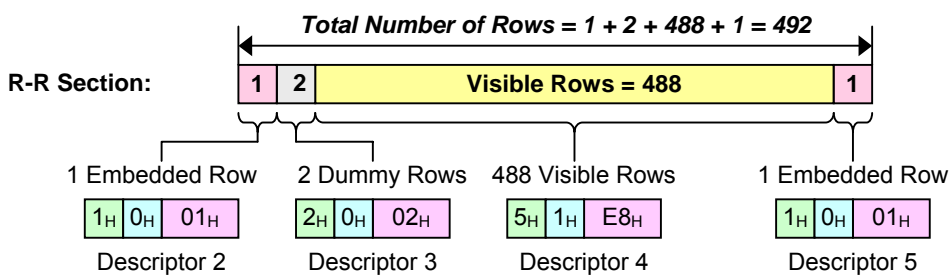 Total Number of Rows = 1 + 2 + 488 + 1 = 492
R-R Section: 1 2 Visible Rows = 488 1
1 Embedded Row 2 Dummy Rows 488 Visible Rows 1 Embedded Row
1H 0H 01H 2H 0H 02H 5H 1H E8H 1H 0H 01H
Descriptor 2 Descriptor 3 Descriptor 4 Descriptor 5